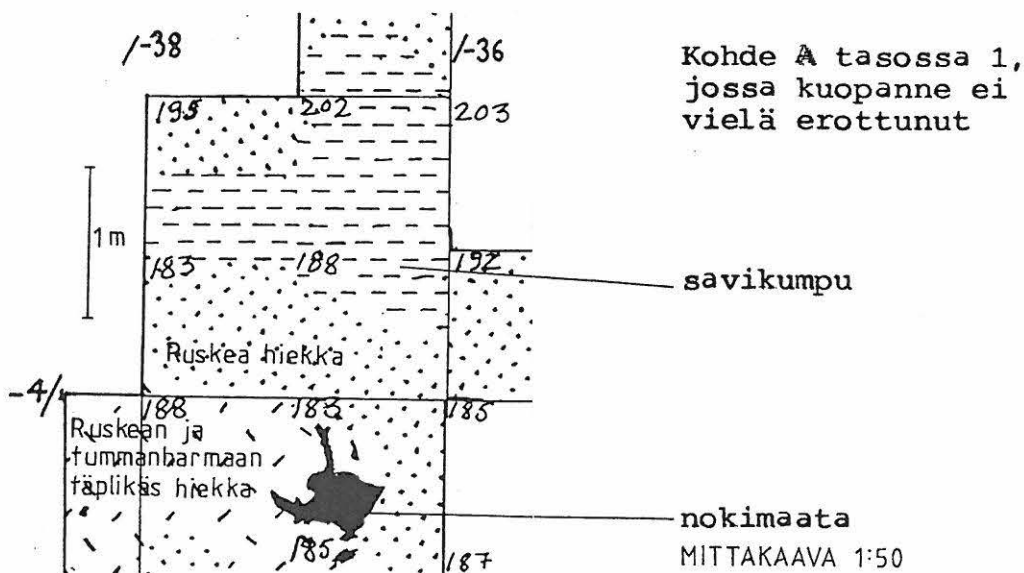 /-38
/-36
Kohde A tasossa 1,
jossa kuopanne ei
vielä erottunut
195
202
203
1m
183
188
192
savikumpu
Ruskea hiekka
-4/
188
183
185
Ruskean ja
tummanharmaan
täplikäs hiekka
nokimaata
185
187
MITTAKAAVA 1:50